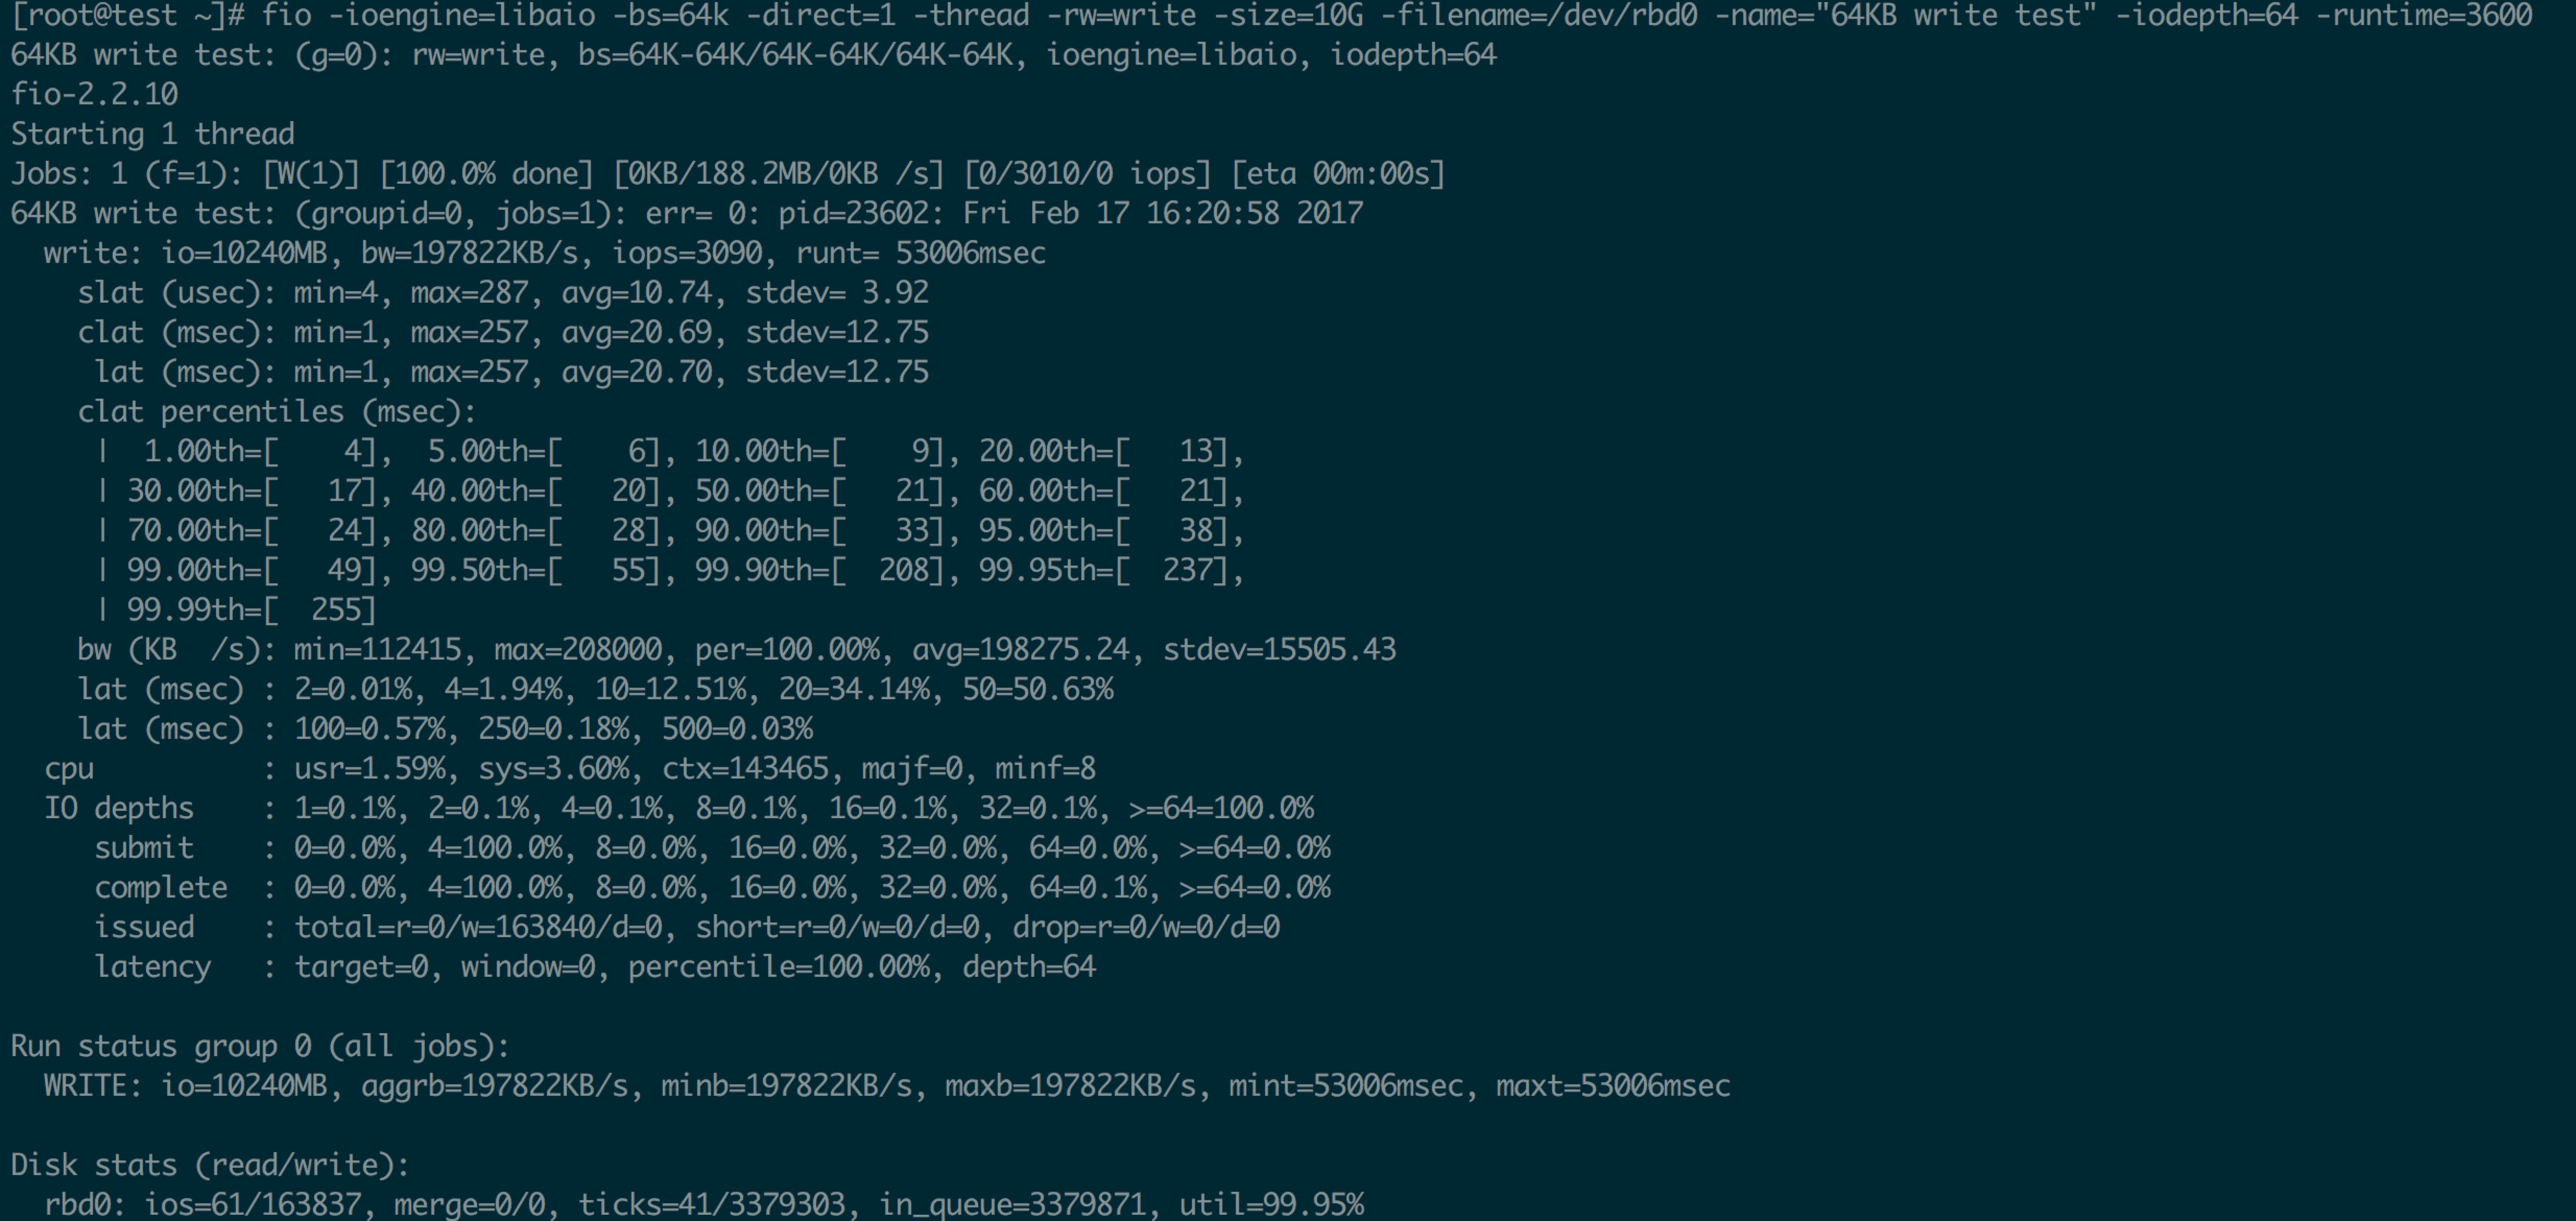 [root@test ~]# fio -ioengine=libaio -bs=64k -direct=1 -thread -rw=write -size=10G -filename=/dev/rbd0 -name="64KB write test" -iodepth=64 -runtime=3600
64KB write test: (g=0): rw=write, bs=64K-64K/64K-64K/64K-64K, ioengine=libaio, iodepth=64
fio-2.2.10
Starting 1 thread
Jobs: 1 (f=1): [W(1)] [100.0% done] [0KB/188.2MB/0KB /s] [0/3010/0 iops] [eta 00m:00s]
64KB write test: (groupid=0, jobs=1): err= 0: pid=23602: Fri Feb 17 16:20:58 2017
  write: io=10240MB, bw=197822KB/s, iops=3090, runt= 53006msec
    slat (usec): min=4, max=287, avg=10.74, stdev= 3.92
    clat (msec): min=1, max=257, avg=20.69, stdev=12.75
     lat (msec): min=1, max=257, avg=20.70, stdev=12.75
    clat percentiles (msec):
     |  1.00th=[    4],  5.00th=[    6], 10.00th=[    9], 20.00th=[   13],
     | 30.00th=[   17], 40.00th=[   20], 50.00th=[   21], 60.00th=[   21],
     | 70.00th=[   24], 80.00th=[   28], 90.00th=[   33], 95.00th=[   38],
     | 99.00th=[   49], 99.50th=[   55], 99.90th=[  208], 99.95th=[  237],
     | 99.99th=[  255]
    bw (KB  /s): min=112415, max=208000, per=100.00%, avg=198275.24, stdev=15505.43
    lat (msec) : 2=0.01%, 4=1.94%, 10=12.51%, 20=34.14%, 50=50.63%
    lat (msec) : 100=0.57%, 250=0.18%, 500=0.03%
  cpu          : usr=1.59%, sys=3.60%, ctx=143465, majf=0, minf=8
  IO depths    : 1=0.1%, 2=0.1%, 4=0.1%, 8=0.1%, 16=0.1%, 32=0.1%, >=64=100.0%
     submit    : 0=0.0%, 4=100.0%, 8=0.0%, 16=0.0%, 32=0.0%, 64=0.0%, >=64=0.0%
     complete  : 0=0.0%, 4=100.0%, 8=0.0%, 16=0.0%, 32=0.0%, 64=0.1%, >=64=0.0%
     issued    : total=r=0/w=163840/d=0, short=r=0/w=0/d=0, drop=r=0/w=0/d=0
     latency   : target=0, window=0, percentile=100.00%, depth=64

Run status group 0 (all jobs):
  WRITE: io=10240MB, aggrb=197822KB/s, minb=197822KB/s, maxb=197822KB/s, mint=53006msec, maxt=53006msec

Disk stats (read/write):
  rbd0: ios=61/163837, merge=0/0, ticks=41/3379303, in_queue=3379871, util=99.95%